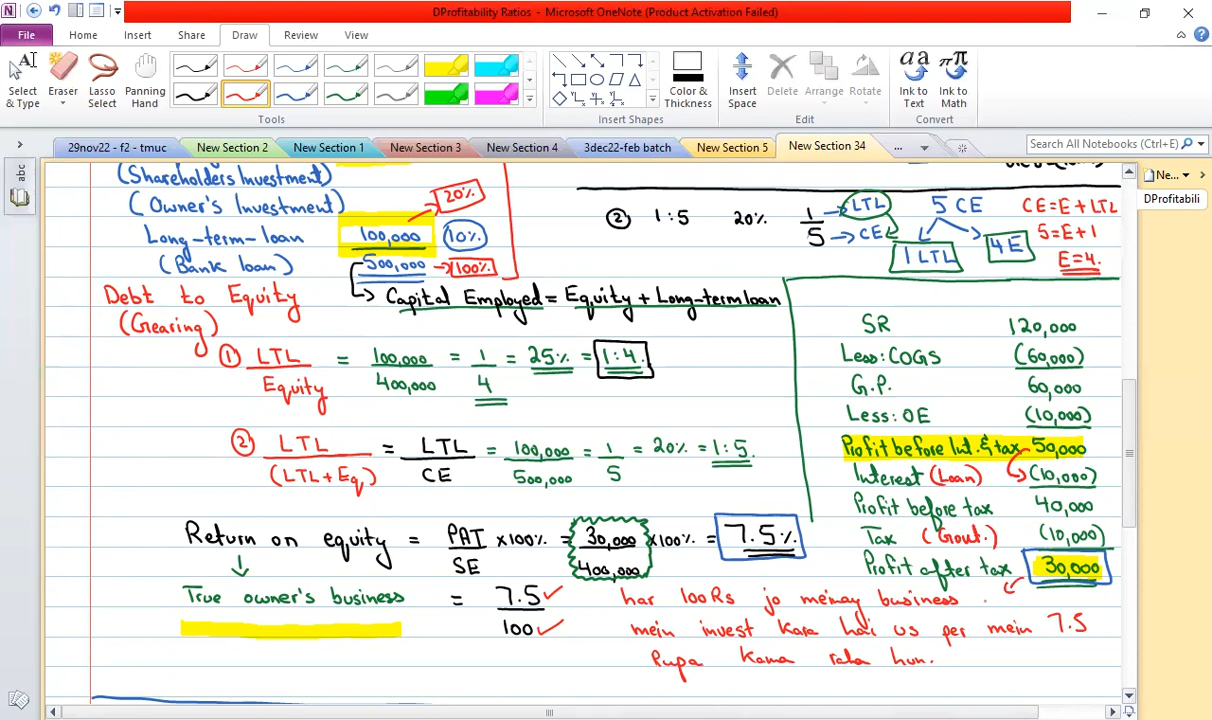 DProfitability Ratios - Microsoft OneNote (Product Activation Failed)
File Home Insert Share Draw Review View
Select & Type
Eraser
Lasso Select
Panning Hand
Tools
Insert Shapes
Color & Thickness
Insert Space
Delete
Arrange
Rotate
Edit
Ink to Text
Ink to Math
Convert
29nov22 - f2 - tmuc
New Section 2
New Section 1
New Section 3
New Section 4
3dec22-feb batch
New Section 5
New Section 34
...
Search All Notebooks (Ctrl+E)
abc
Ne...
DProfitabili
(Shareholders Investment)
(Owner's Investment)
Long-term-loan 100,000 10%
20%
(Bank loan) 500,000 → 100%
Capital Employed = Equity + Long-term loan
Debt to Equity
(Gearing)
① LTL / Equity = 100,000 / 400,000 = 1 / 4 = 25% = 1:4.
② LTL / (LTL + Eq.) = LTL / CE = 100,000 / 500,000 = 1 / 5 = 20% = 1:5.
Return on equity = PAT / SE ×100% = 30,000 / 400,000 ×100% = 7.5%
True owner's business = 7.5 / 100
har 100Rs jo meinay business
mein invest kara hai us per mein 7.5
Rupa kama raha hun.
② 1:5 20% 1 / 5 → LTL → CE
5 CE
1 LTL
4 E
CE = E + LTL
5 = E + 1
E = 4.
SR 120,000
Less: COGS (60,000)
G.P. 60,000
Less: OE (10,000)
Profit before Int. & tax 50,000
Interest (Loan) (10,000)
Profit before tax 40,000
Tax (Govt.) (10,000)
Profit after tax 30,000